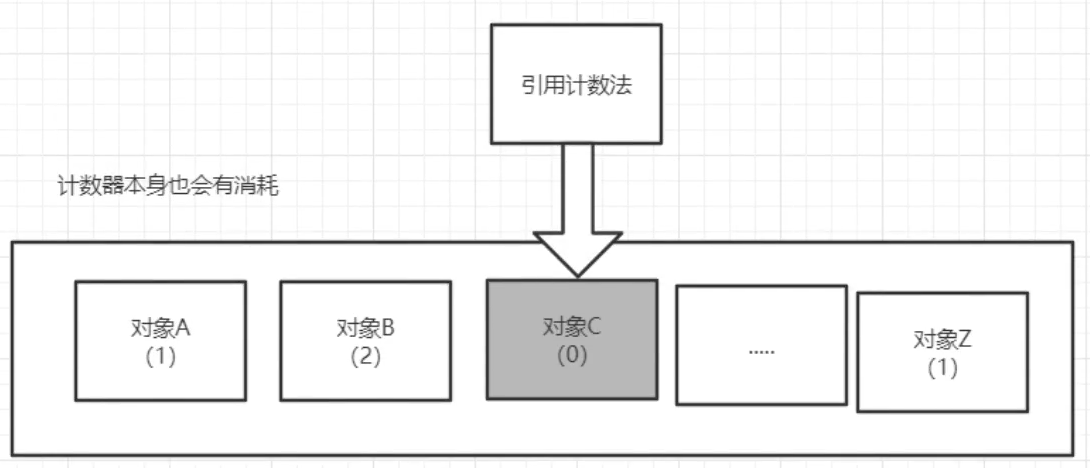 引用计数法
计数器本身也会有消耗
对象A
(1)
对象B
(2)
对象C
(0)
.....
对象Z
(1)